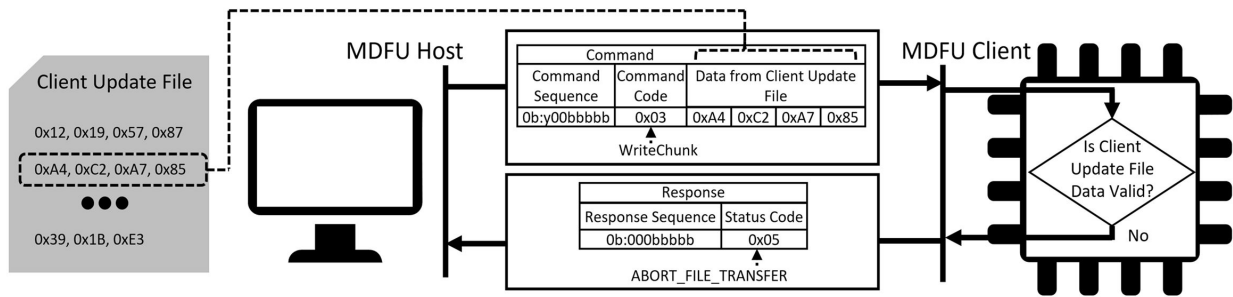 Client Update File
0x12, 0x19, 0x57, 0x87
0xA4, 0xC2, 0xA7, 0x85
0x39, 0x1B, 0xE3
MDFU Host
Command
Command Sequence
Command Code
Data from Client Update File
0b:y00bbbbb
0x03
0xA4
0xC2
0xA7
0x85
WriteChunk
Response
Response Sequence
Status Code
0b:000bbbbb
0x05
ABORT_FILE_TRANSFER
MDFU Client
Is Client
Update File
Data Valid?
No